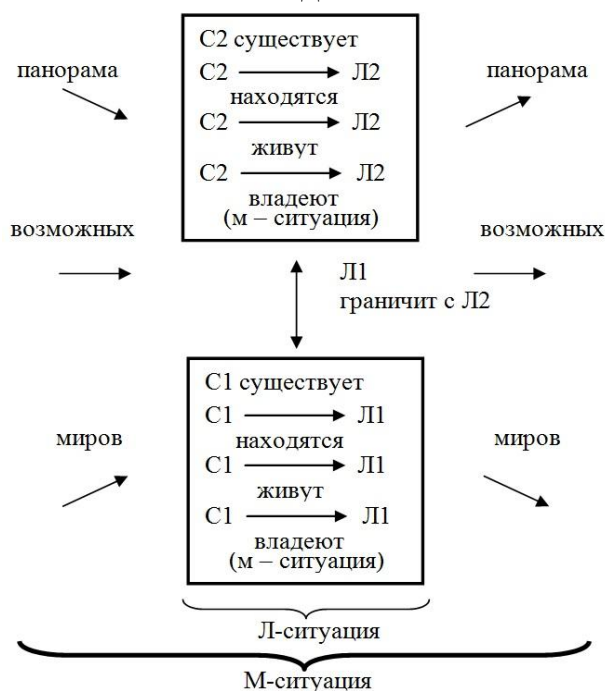 С2 существует
С2 Л2
находятся
С2 Л2
живут
С2 Л2
владеют
(м – ситуация)
панорама
панорама
возможных
возможных
Л1
граничит с Л2
С1 существует
С1 Л1
находятся
С1 Л1
живут
С1 Л1
владеют
(м – ситуация)
миров
миров
Л-ситуация
М-ситуация